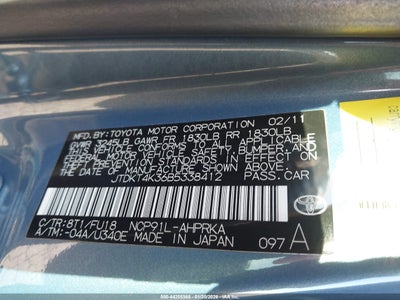 MFD. BY: TOYOTA MOTOR CORPORATION 02/11
GVWR 3245LB GAWR FR 1830LB RR 1830LB
THIS VEHICLE CONFORMS TO ALL APPLICABLE
FEDERAL MOTOR VEHICLE SAFETY, BUMPER, AND
THEFT PREVENTION STANDARDS IN EFFECT ON
THE DATE OF MANUFACTURE SHOWN ABOVE.
JTDKT4K36B5338412 PASS.CAR
C/TR:8T1/FU18 NCP91L-AHPRKA
A/TM:-04A/U340E MADE IN JAPAN 097 A
TOYOTA